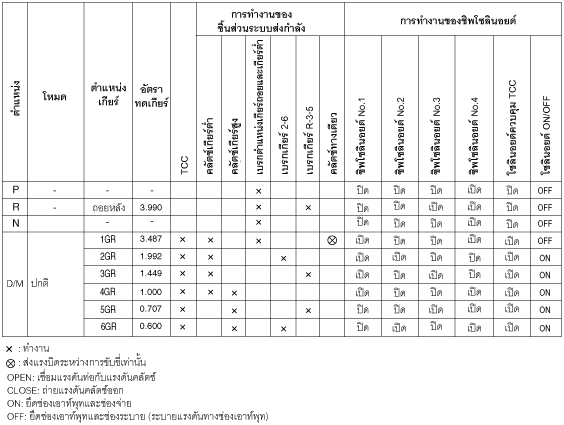 การทำงานของ
ชิ้นส่วนระบบส่งกำลัง
การทำงานของชิฟโซลินอยด์
ตำแหน่ง
โหมด
ตำแหน่ง
เกียร์
อัตรา
ทดเกียร์
TCC
คลัตช์เกียร์ต่ำ
คลัตช์เกียร์สูง
เบรกตำแหน่งเกียร์ถอยและเกียร์ต่ำ
เบรกเกียร์ 2-6
เบรกเกียร์ R-3-5
คลัตช์ทางเดียว
ชิฟโซลินอยด์ No.1
ชิฟโซลินอยด์ No.2
ชิฟโซลินอยด์ No.3
ชิฟโซลินอยด์ No.4
โซลินอยด์ควบคุม TCC
โซลินอยด์ ON/OFF
P - - - × ปิด ปิด ปิด เปิด ปิด OFF
R - ถอยหลัง 3.990 × × ปิด ปิด ปิด เปิด เปิด OFF
N - - × ปิด ปิด ปิด เปิด ปิด OFF
1GR 3.487 × × × ⊗ เปิด ปิด ปิด เปิด เปิด OFF
2GR 1.992 × × × เปิด เปิด ปิด ปิด เปิด ON
3GR 1.449 × × × เปิด ปิด เปิด ปิด เปิด ON
D/M ปกติ 4GR 1.000 × × × เปิด ปิด ปิด เปิด เปิด ON
5GR 0.707 × × × ปิด ปิด เปิด เปิด เปิด ON
6GR 0.600 × × × ปิด เปิด ปิด เปิด เปิด ON
× : ทำงาน
⊗ : ส่งแรงบิดระหว่างการขับขี่เท่านั้น
OPEN: เชื่อมแรงดันท่อกับแรงดันคลัตช์
CLOSE: ถ่ายแรงดันคลัตช์ออก
ON: ยึดช่องเอาท์พุทและช่องจ่าย
OFF: ยึดช่องเอาท์พุทและช่องระบาย (ระบายแรงดันทางช่องเอาท์พุท)